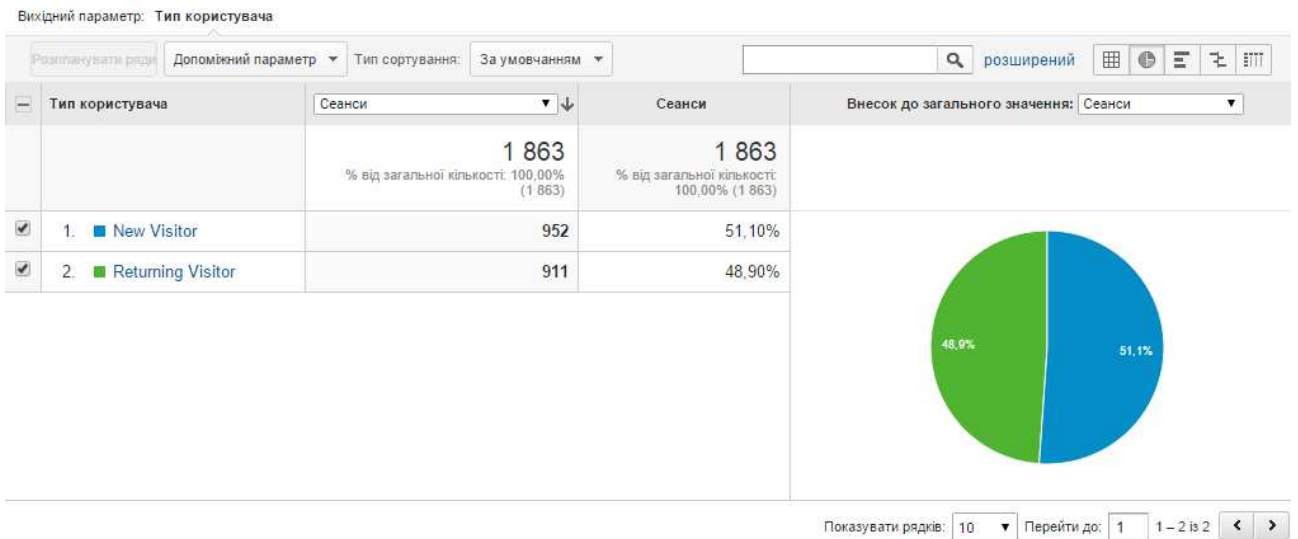 Вихідний параметр: Тип користувача
Розпланувати ряди Допоміжний параметр Тип сортування: За умовчанням розширений
Тип користувача Сеанси Сеанси Внесок до загального значення: Сеанси
1 863 1 863
% від загальної кількості: 100,00% % від загальної кількості:
(1 863) 100,00% (1 863)
1. New Visitor 952 51,10%
2. Returning Visitor 911 48,90%
48,9% 51,1%
Показувати рядків: 10 Перейти до: 1 1 – 2 із 2